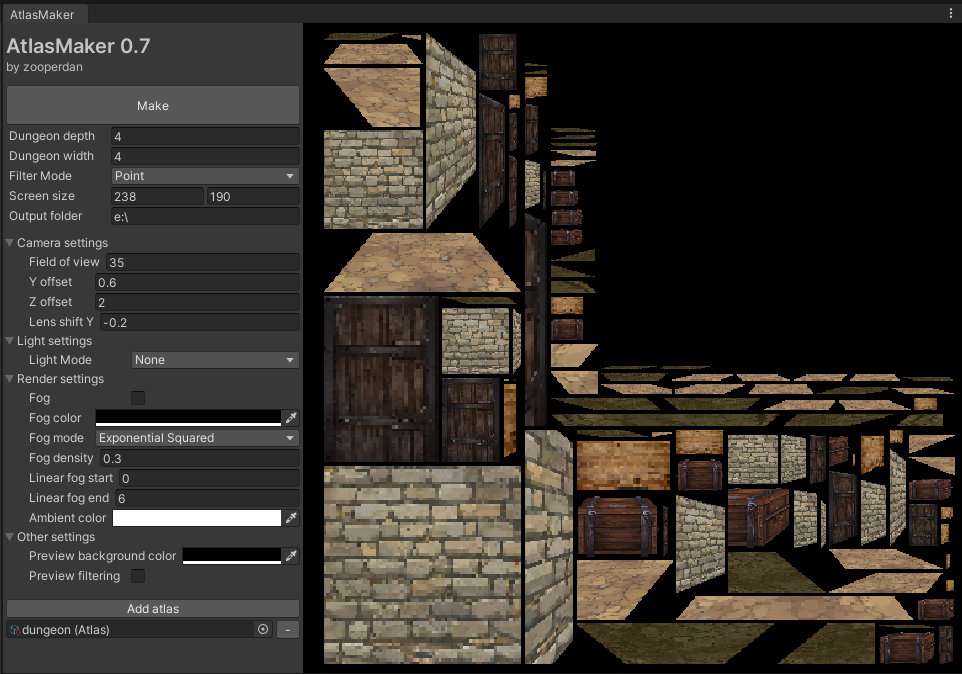 AtlasMaker
AtlasMaker 0.7
by zooperdan
Make
Dungeon depth 4
Dungeon width 4
Filter Mode Point
Screen size 238 190
Output folder e:\
Camera settings
Field of view 35
Y offset 0.6
Z offset 2
Lens shift Y -0.2
Light settings
Light Mode None
Render settings
Fog
Fog color
Fog mode Exponential Squared
Fog density 0.3
Linear fog start 0
Linear fog end 6
Ambient color
Other settings
Preview background color
Preview filtering
Add atlas
dungeon (Atlas) -